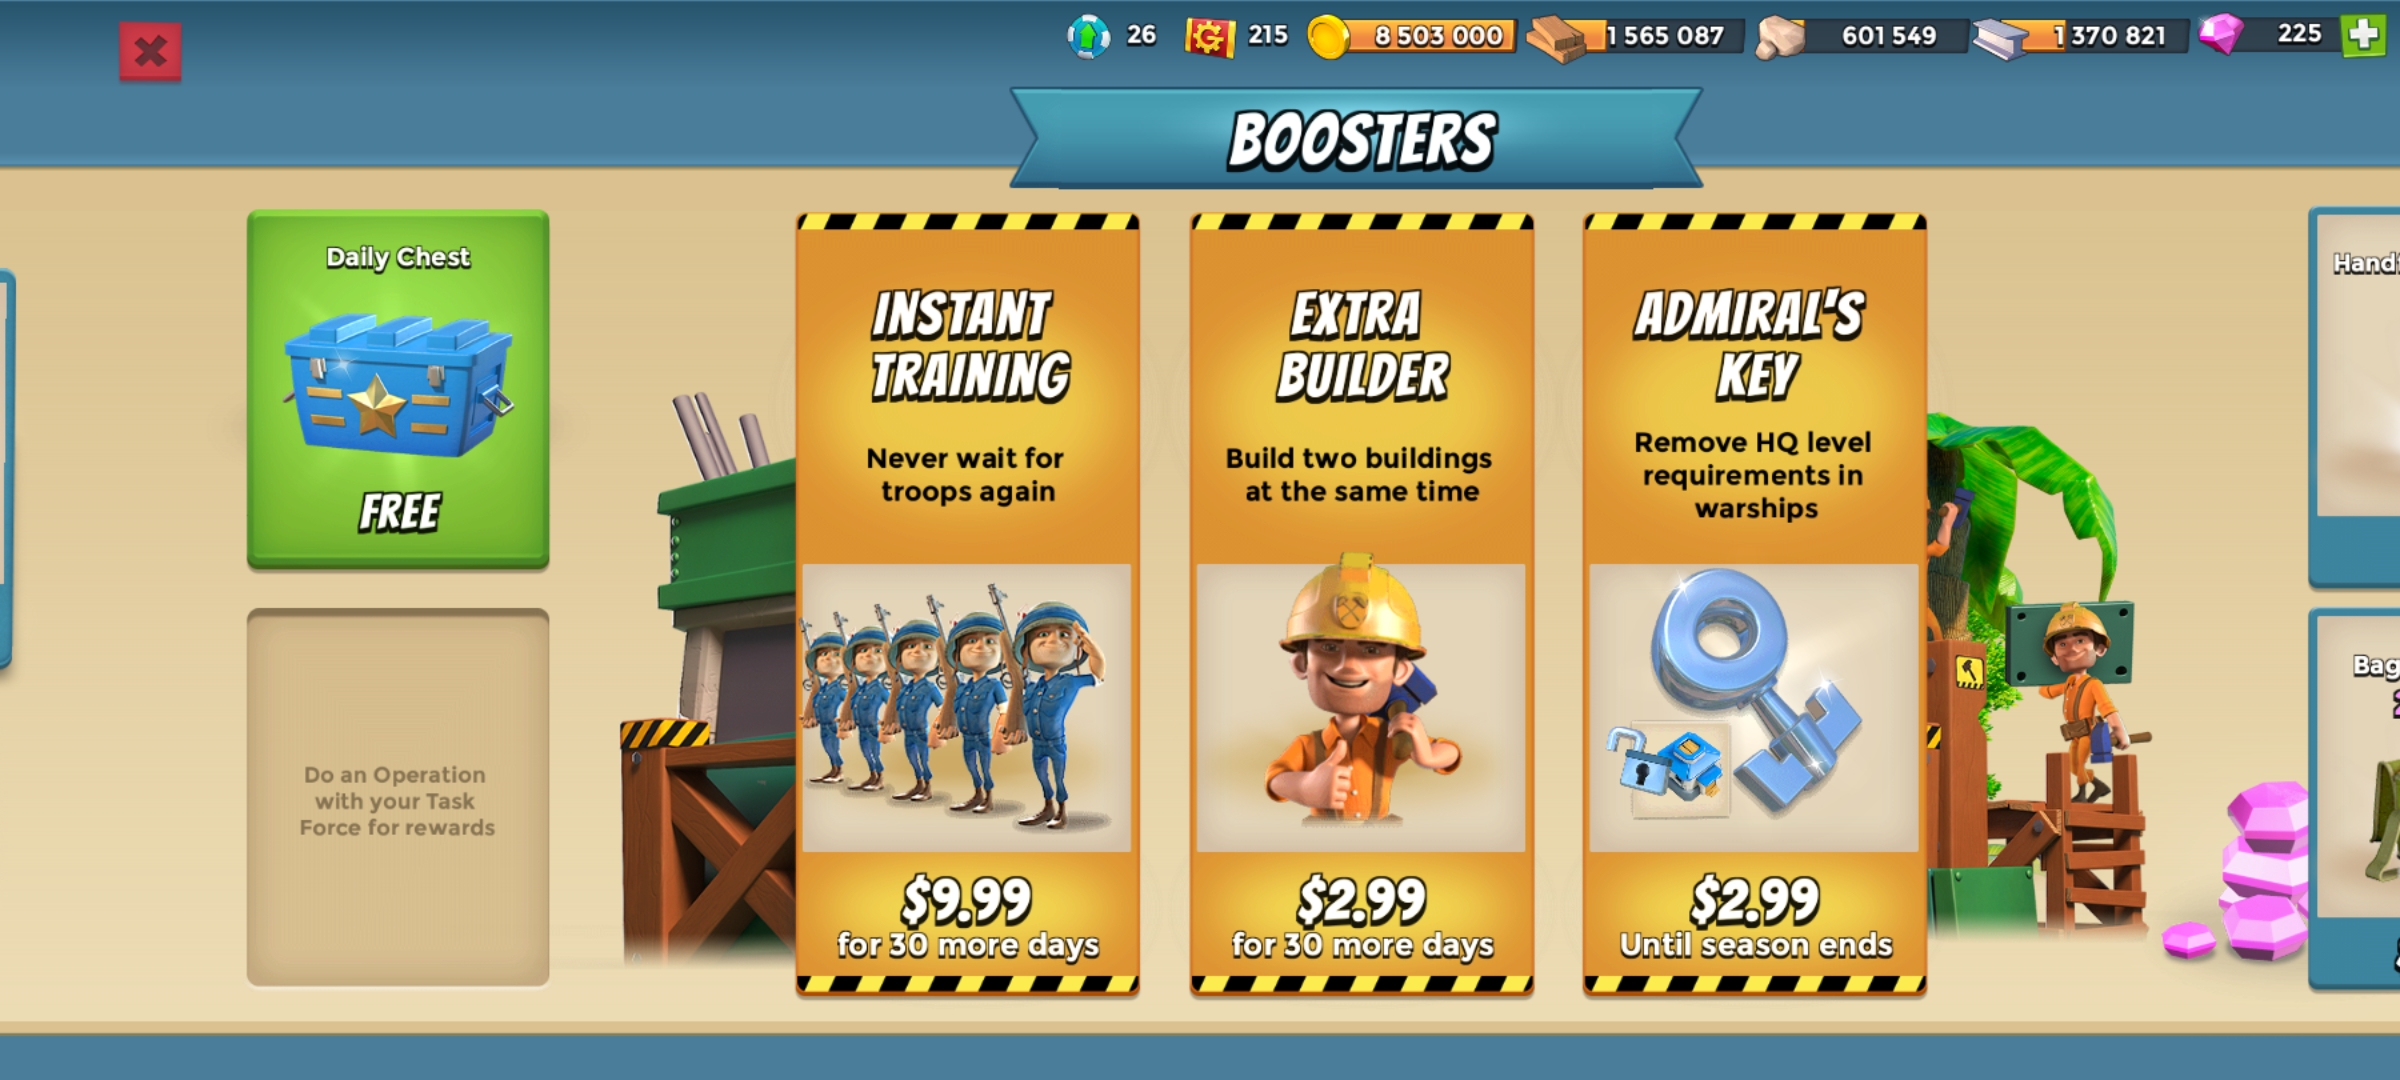 26
215
8 503 000
1 565 087
601 549
1 370 821
225
BOOSTERS
Daily Chest
FREE
Do an Operation
with your Task
Force for rewards
INSTANT
TRAINING
Never wait for
troops again
$9.99
for 30 more days
EXTRA
BUILDER
Build two buildings
at the same time
$2.99
for 30 more days
ADMIRAL'S
KEY
Remove HQ level
requirements in
warships
$2.99
Until season ends
Bag